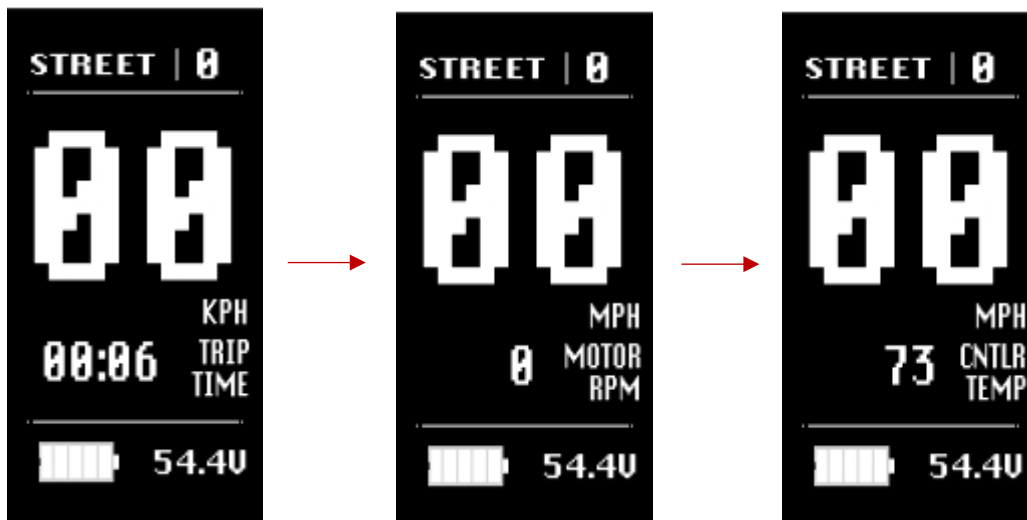 STREET | 0
00
KPH
00:06 TRIP
TIME
54.4V
STREET | 0
00
MPH
0 MOTOR
RPM
54.4V
STREET | 0
00
MPH
73 CNTLR
TEMP
54.4V